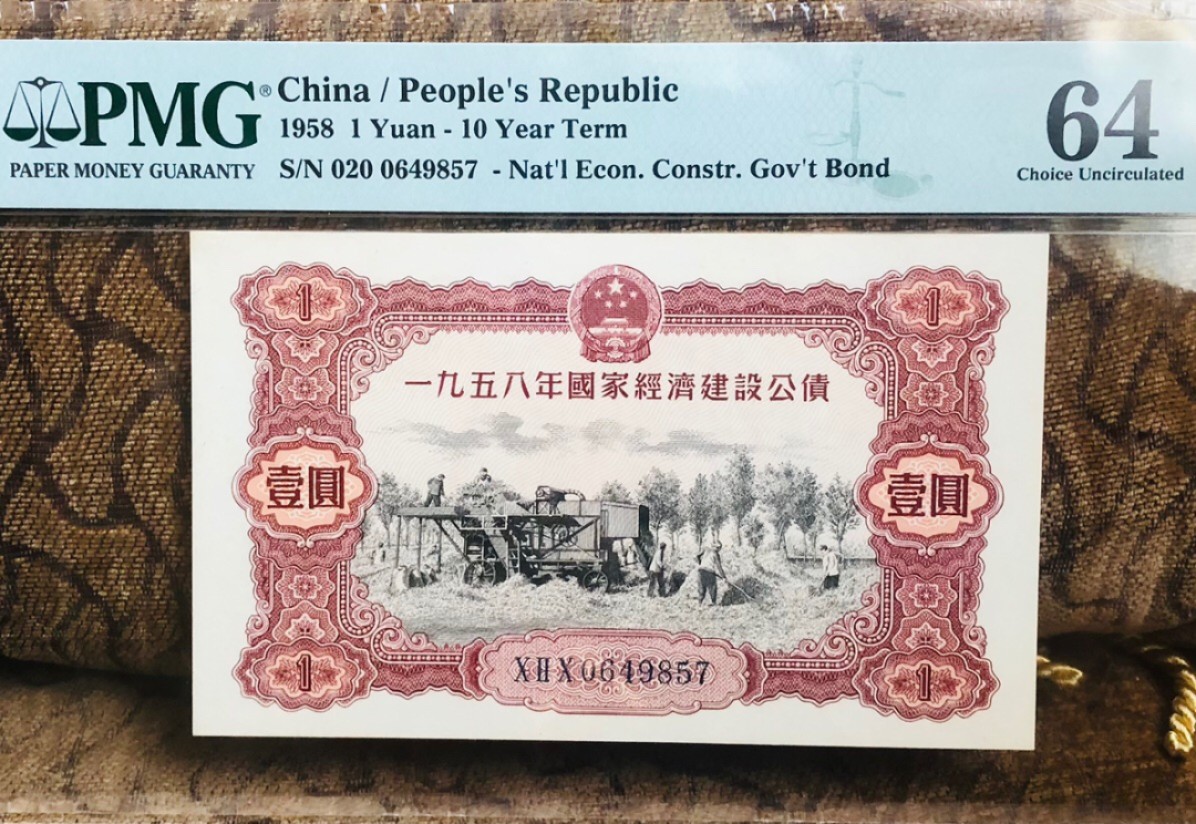 PMG®
PAPER MONEY GUARANTY
China / People's Republic
1958 1 Yuan - 10 Year Term
S/N 020 0649857 - Nat'l Econ. Constr. Gov't Bond
64
Choice Uncirculated
1
1
一九五八年國家經濟建設公債
壹圓
壹圓
XIIX0649857
1
1